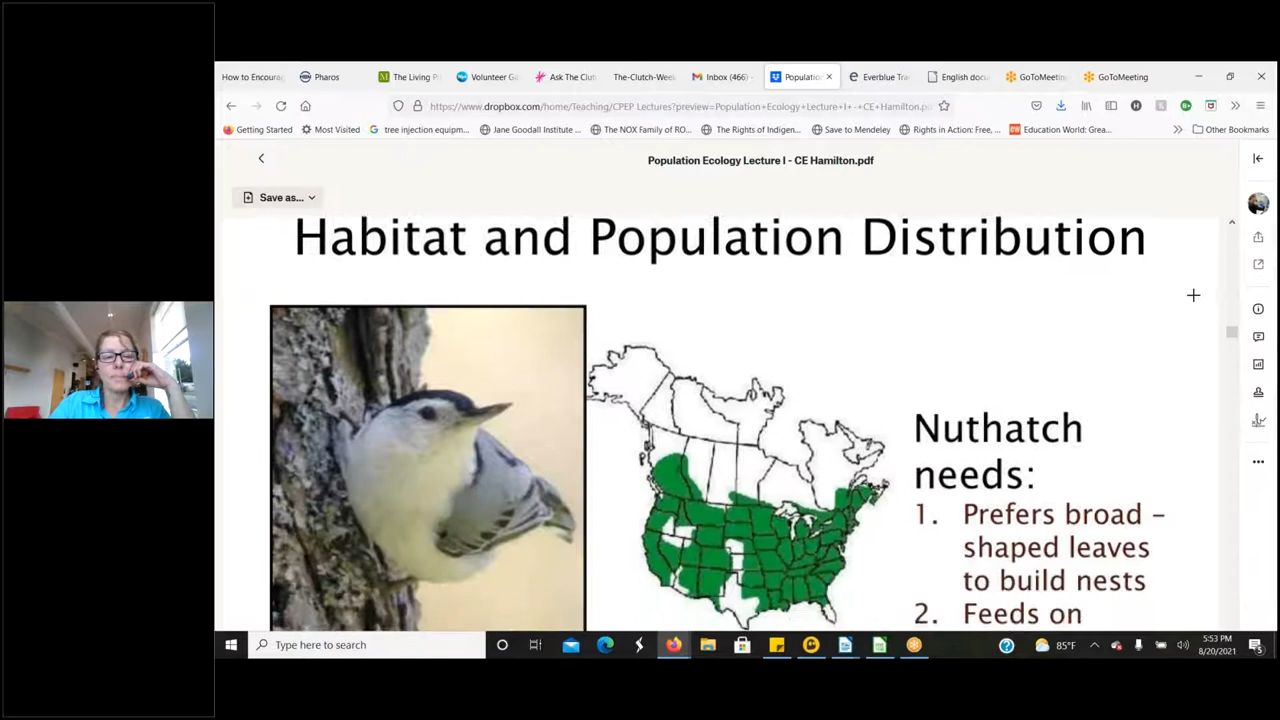 How to Encourag
Pharos
The Living P
Volunteer Ge
Ask The Clut
The-Clutch-Week
Inbox (466)
Populatio
Everblue Tra
English docu
GoToMeeting
GoToMeeting
https://www.dropbox.com/home/Teaching/CPEP Lectures?preview=Population+Ecology+Lecture+I+-+CE+Hamilton.pd
Getting Started
Most Visited
tree injection equipm...
Jane Goodall Institute ...
The NOX Family of RO...
The Rights of Indigen...
Save to Mendeley
Rights in Action: Free, ...
Education World: Grea...
Other Bookmarks
Population Ecology Lecture I - CE Hamilton.pdf
Save as...
Habitat and Population Distribution
Nuthatch
needs:
1. Prefers broad –
shaped leaves
to build nests
2. Feeds on
Type here to search
85°F
5:53 PM
8/20/2021